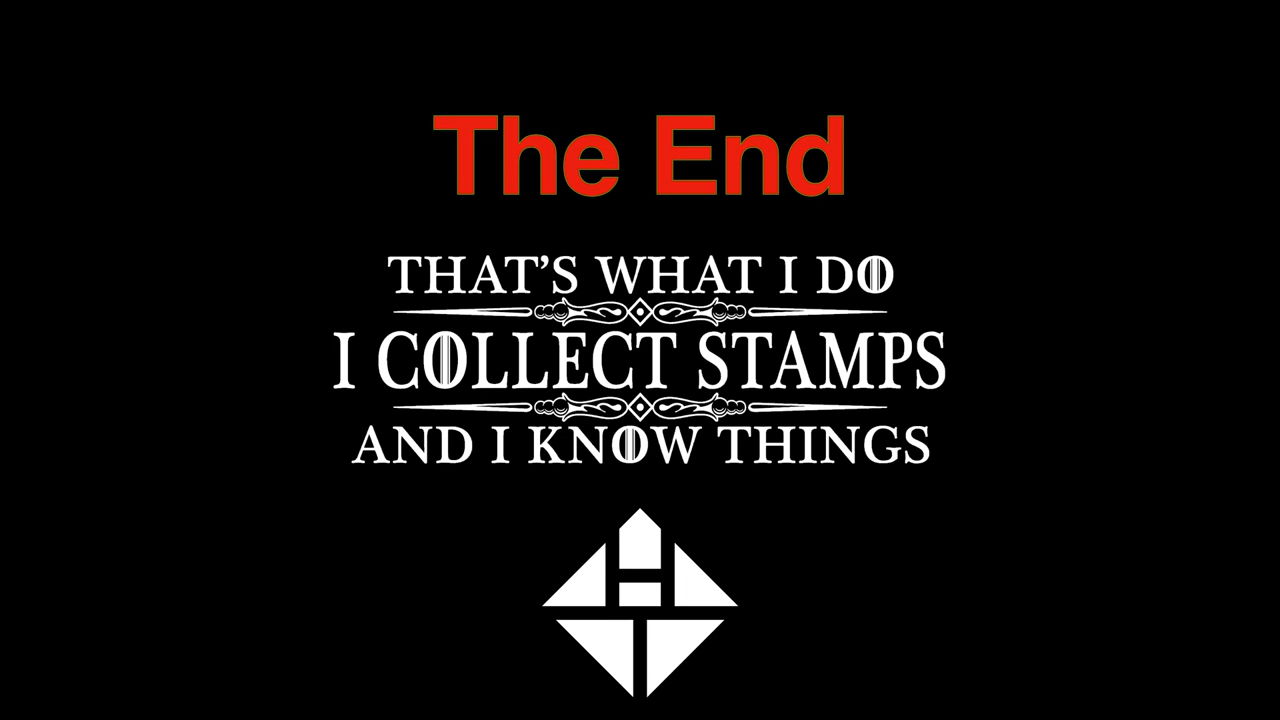 The End
THAT'S WHAT I DO
I COLLECT STAMPS
AND I KNOW THINGS